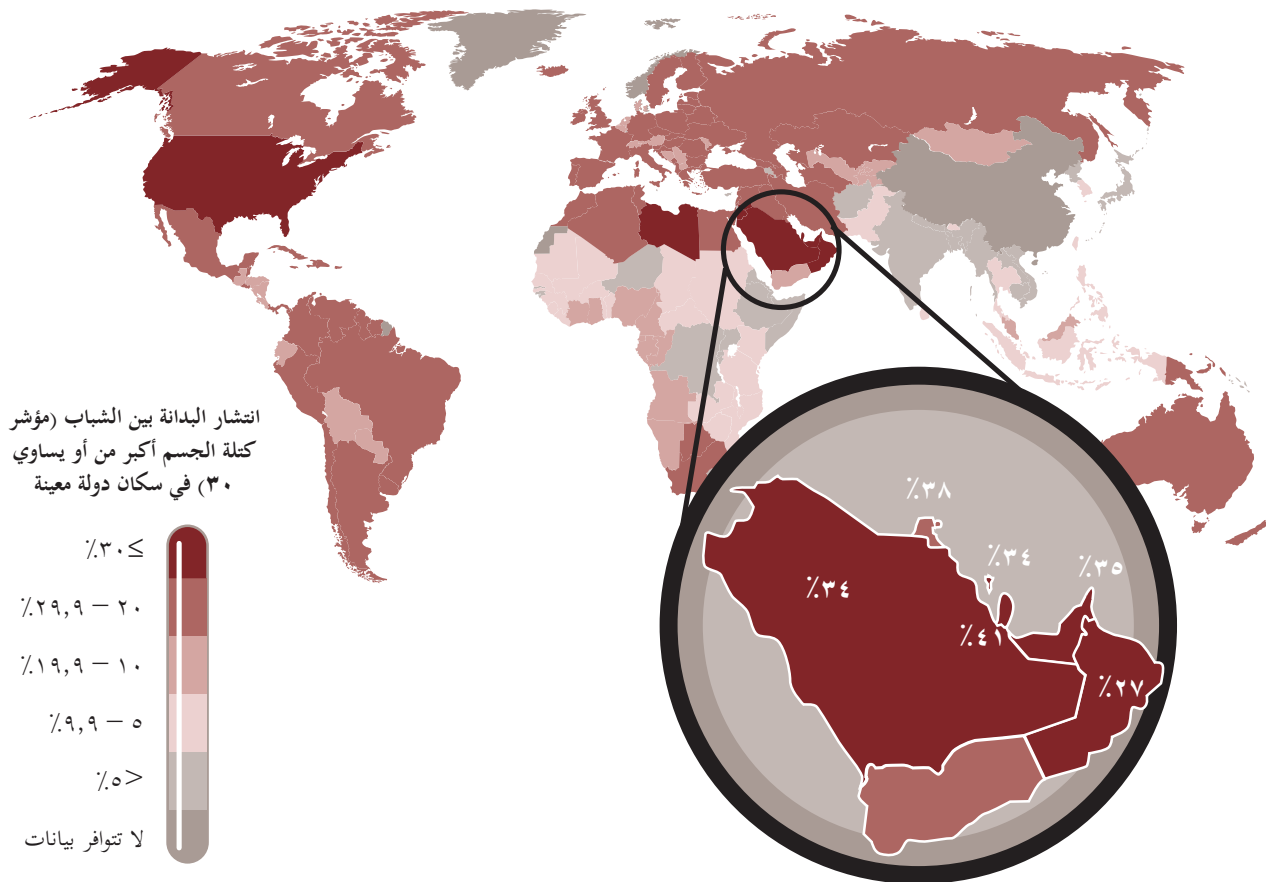 انتشار البدانة بين الشباب (مؤشر
كتلة الجسم أكبر من أو يساوي
٣٠) في سكان دولة معينة
≥٣٠٪
٢٠ – ٢٩,٩٪
١٠ – ١٩,٩٪
٥ – ٩,٩٪
<٥٪
لا تتوافر بيانات
٣٨٪
٣٤٪
٣٥٪
٣٤٪
٤١٪
٢٧٪